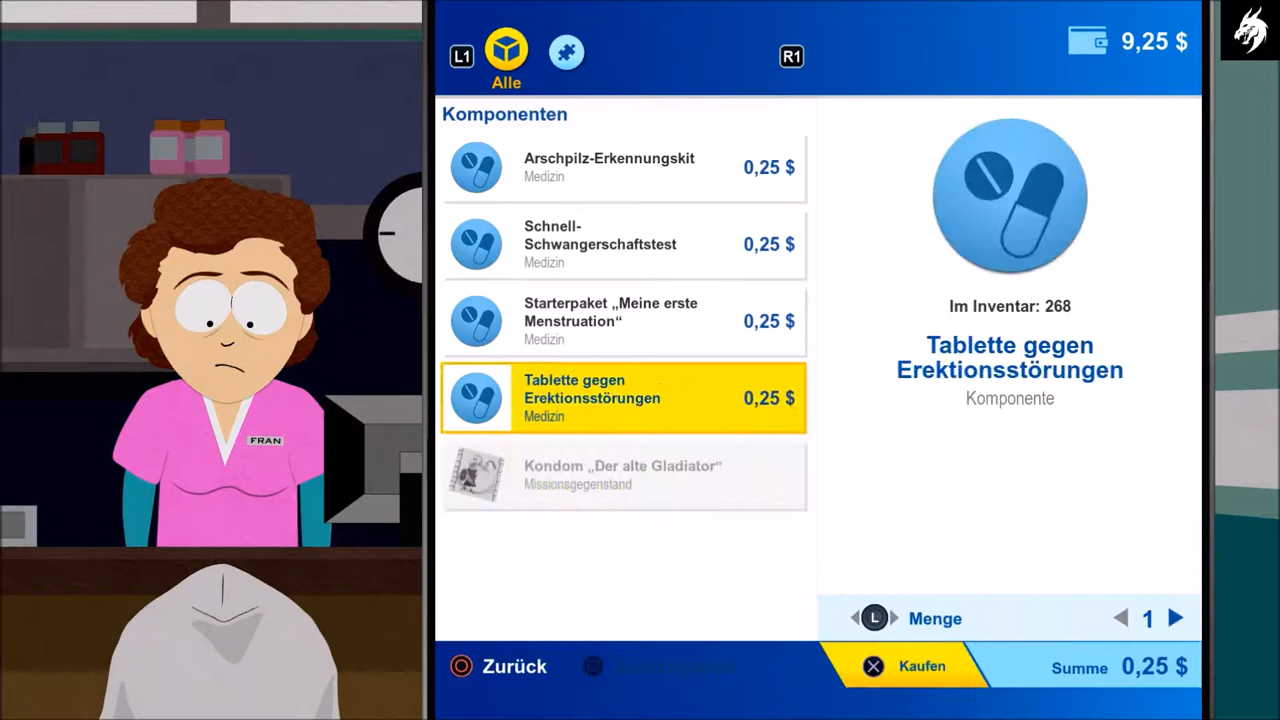 L1
R1
9,25 $
Alle
Komponenten
Arschpilz-Erkennungskit
Medizin
0,25 $
Schnell-
Schwangerschaftstest
Medizin
0,25 $
Starterpaket „Meine erste
Menstruation“
Medizin
0,25 $
Tablette gegen
Erektionsstörungen
Medizin
0,25 $
Kondom „Der alte Gladiator“
Missionsgegenstand
Im Inventar: 268
Tablette gegen
Erektionsstörungen
Komponente
FRAN
L Menge 1
Zurück
Kaufen
Summe 0,25 $